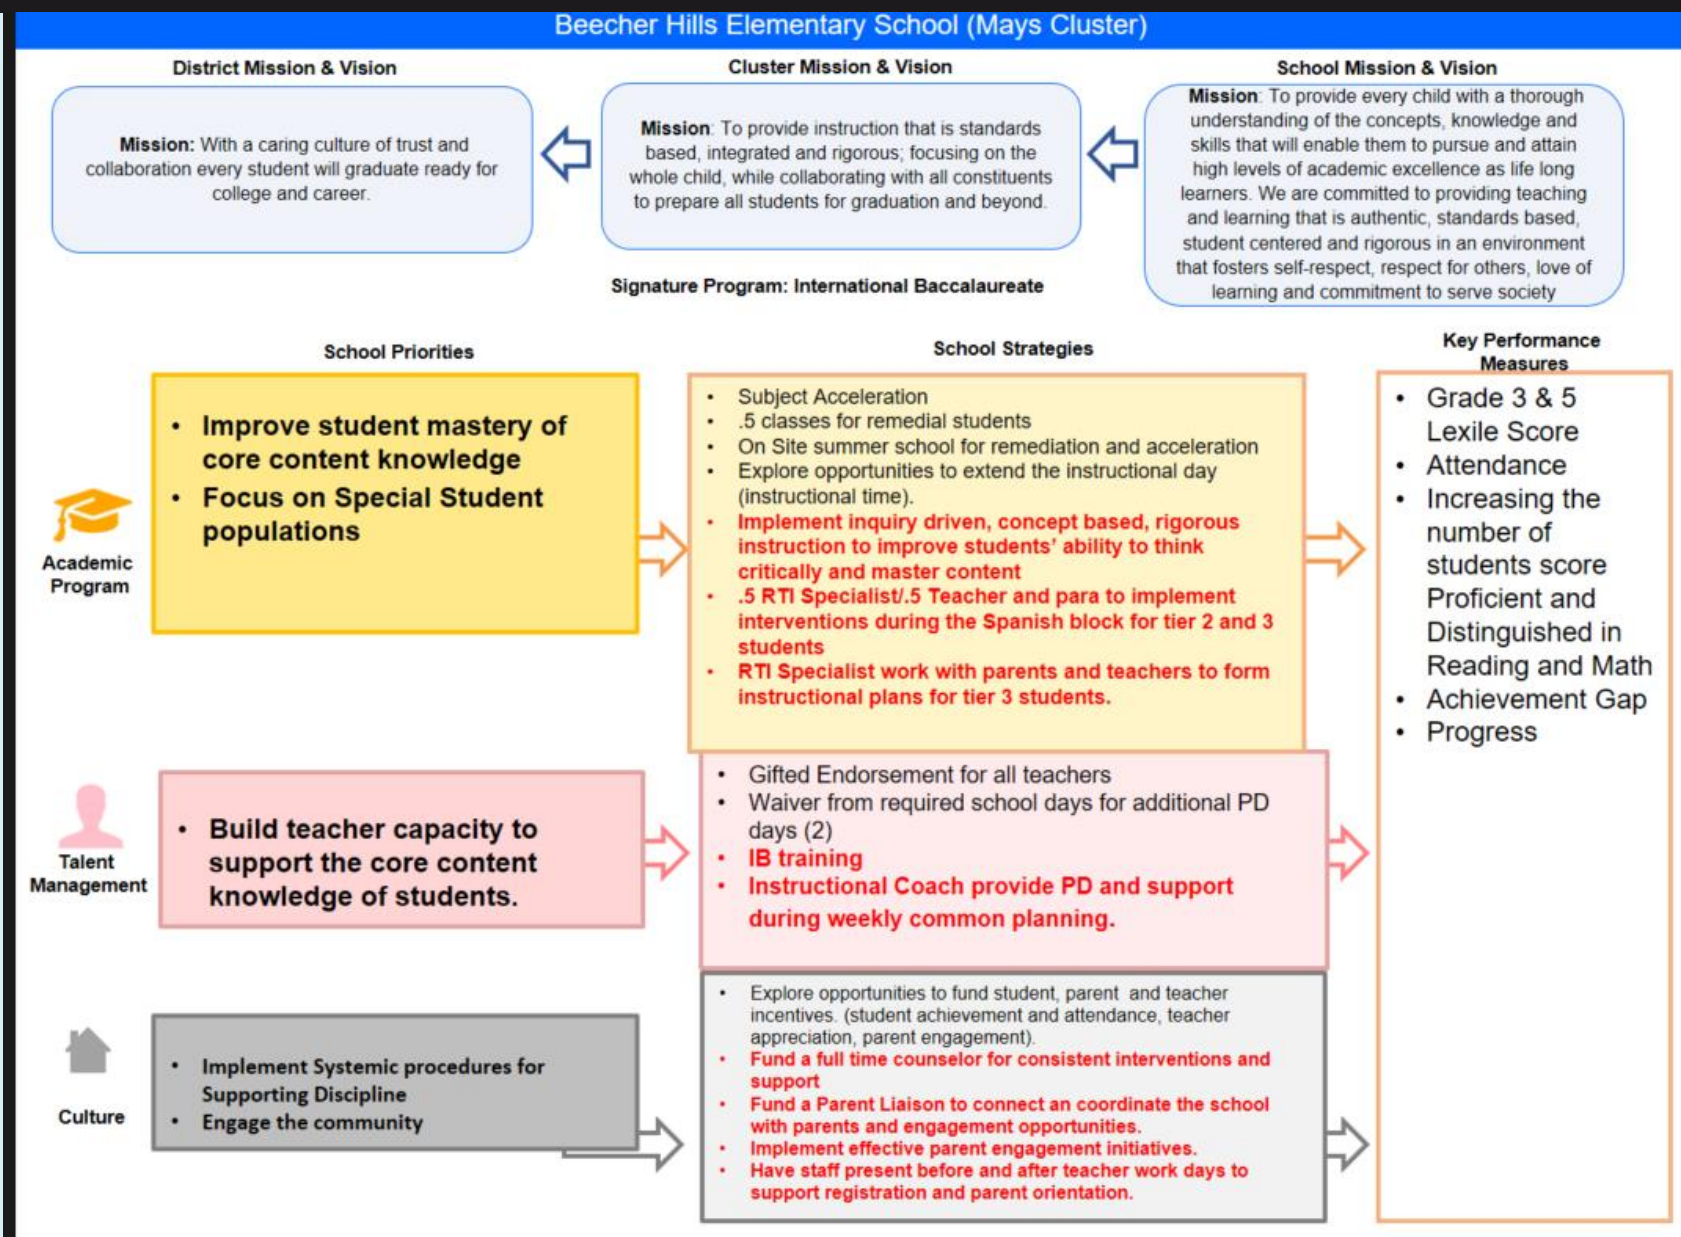 Beecher Hills Elementary School (Mays Cluster)
District Mission & Vision
Mission: With a caring culture of trust and
collaboration every student will graduate ready for
college and career.
Cluster Mission & Vision
Mission: To provide instruction that is standards
based, integrated and rigorous; focusing on the
whole child, while collaborating with all constituents
to prepare all students for graduation and beyond.
School Mission & Vision
Mission: To provide every child with a thorough
understanding of the concepts, knowledge and
skills that will enable them to pursue and attain
high levels of academic excellence as life long
learners. We are committed to providing teaching
and learning that is authentic, standards based,
student centered and rigorous in an environment
that fosters self-respect, respect for others, love of
learning and commitment to serve society
Signature Program: International Baccalaureate
School Priorities
School Strategies
Key Performance
Measures
Academic
Program
• Improve student mastery of
core content knowledge
• Focus on Special Student
populations
• Subject Acceleration
• .5 classes for remedial students
• On Site summer school for remediation and acceleration
• Explore opportunities to extend the instructional day
(instructional time).
• Implement inquiry driven, concept based, rigorous
instruction to improve students’ ability to think
critically and master content
• .5 RTI Specialist/.5 Teacher and para to implement
interventions during the Spanish block for tier 2 and 3
students
• RTI Specialist work with parents and teachers to form
instructional plans for tier 3 students.
• Grade 3 & 5
Lexile Score
• Attendance
• Increasing the
number of
students score
Proficient and
Distinguished in
Reading and Math
• Achievement Gap
• Progress
Talent
Management
• Build teacher capacity to
support the core content
knowledge of students.
• Gifted Endorsement for all teachers
• Waiver from required school days for additional PD
days (2)
• IB training
• Instructional Coach provide PD and support
during weekly common planning.
Culture
• Implement Systemic procedures for
Supporting Discipline
• Engage the community
• Explore opportunities to fund student, parent and teacher
incentives. (student achievement and attendance, teacher
appreciation, parent engagement).
• Fund a full time counselor for consistent interventions and
support
• Fund a Parent Liaison to connect an coordinate the school
with parents and engagement opportunities.
• Implement effective parent engagement initiatives.
• Have staff present before and after teacher work days to
support registration and parent orientation.